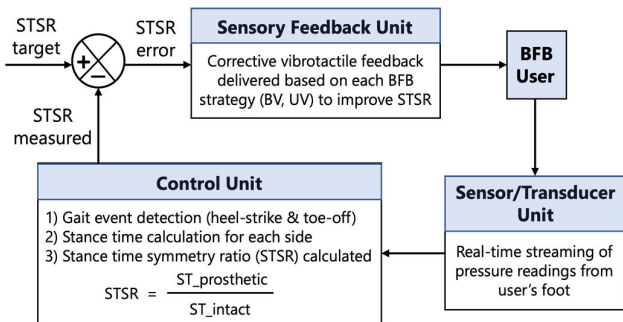 STSR
target
STSR
error
+
−
STSR
measured
Sensory Feedback Unit
Corrective vibrotactile feedback
delivered based on each BFB
strategy (BV, UV) to improve STSR
BFB
User
Sensor/Transducer
Unit
Real-time streaming of
pressure readings from
user's foot
Control Unit
1) Gait event detection (heel-strike & toe-off)
2) Stance time calculation for each side
3) Stance time symmetry ratio (STSR) calculated
STSR = ST_prosthetic
ST_intact